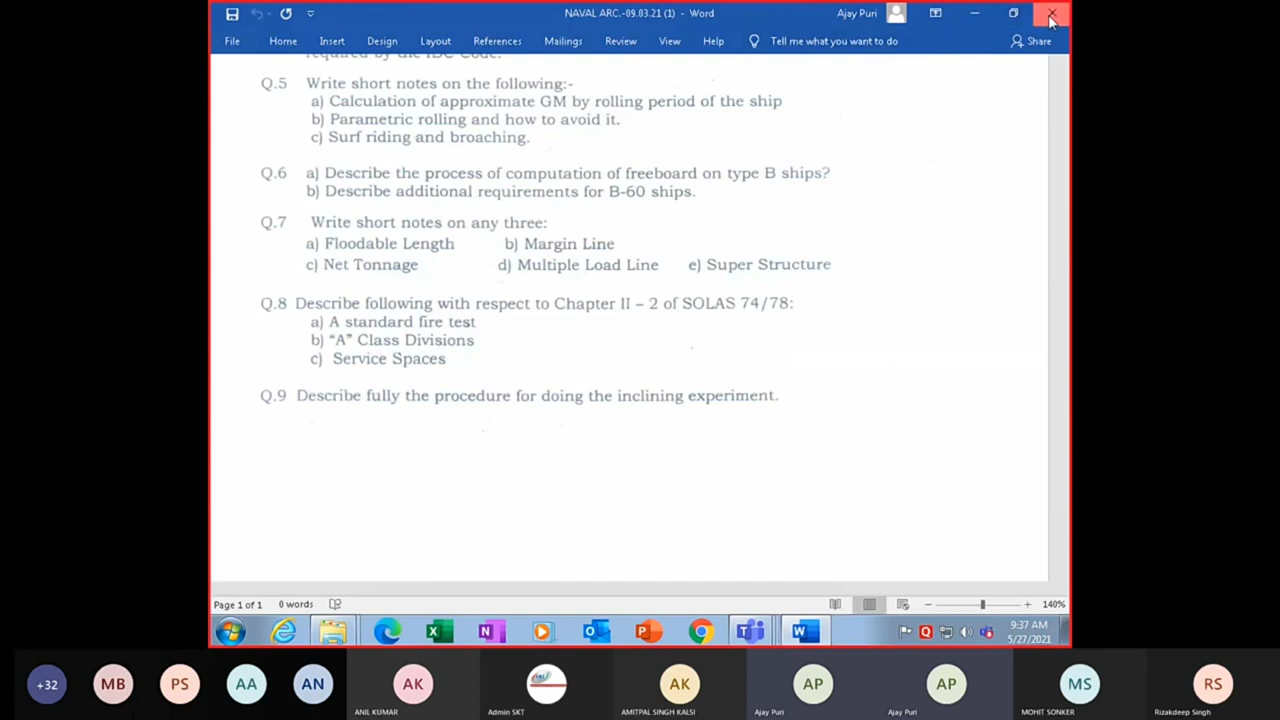 NAVAL ARC.-09.03.21 (1) - Word
Ajay Puri
File Home Insert Design Layout References Mailings Review View Help Tell me what you want to do Share
required by the IBC Code.
Q.5 Write short notes on the following:-
a) Calculation of approximate GM by rolling period of the ship
b) Parametric rolling and how to avoid it.
c) Surf riding and broaching.
Q.6 a) Describe the process of computation of freeboard on type B ships?
b) Describe additional requirements for B-60 ships.
Q.7 Write short notes on any three:
a) Floodable Length b) Margin Line
c) Net Tonnage d) Multiple Load Line e) Super Structure
Q.8 Describe following with respect to Chapter II – 2 of SOLAS 74/78:
a) A standard fire test
b) “A” Class Divisions
c) Service Spaces
Q.9 Describe fully the procedure for doing the inclining experiment.
Page 1 of 1 0 words 140%
9:37 AM
5/27/2021
+32 MB PS AA AN AK AK AP AP MS RS
ANIL KUMAR Admin SKT AMITPAL SINGH KALSI Ajay Puri Ajay Puri MOHIT SONKER Rizakdeep Singh